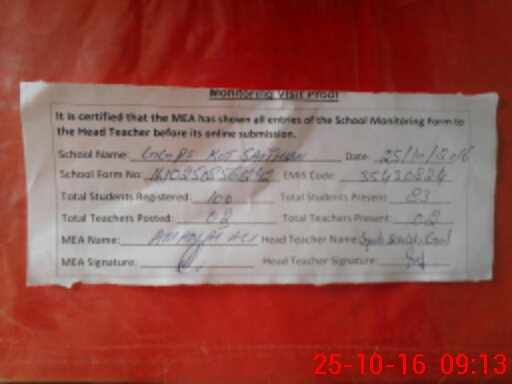 Monitoring Visit Proof
It is certified that the MEA has shown all entries of the School Monitoring Form to
the Head Teacher before its online submission.
School Name: KOT Date: 25/10/2016
School Form No: EMIS Code: 35430824
Total Students Registered: 100 Total Students Present: 83
Total Teachers Posted: 02 Total Teachers Present: 02
MEA Name: ALI Head Teacher Name:
MEA Signature: Head Teacher Signature:
25-10-16 09:13